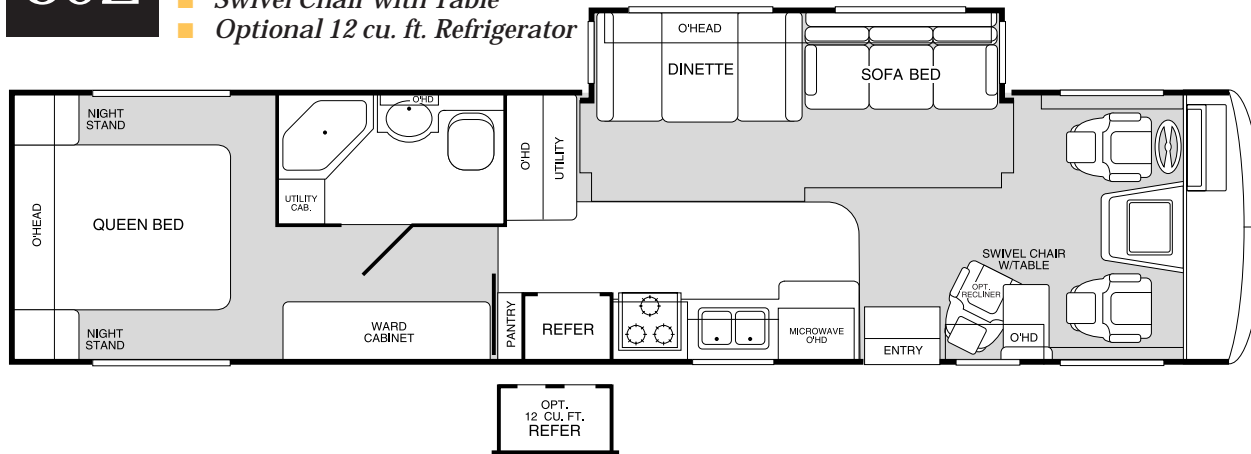 Swivel Chair with Table
Optional 12 cu. ft. Refrigerator
O'HEAD
DINETTE
SOFA BED
NIGHT
STAND
O'HD
O'HD
UTILITY
UTILITY
CAB.
O'HEAD
QUEEN BED
SWIVEL CHAIR
W/TABLE
OPT.
RECLINER
NIGHT
STAND
WARD
CABINET
PANTRY
REFER
MICROWAVE
O'HD
ENTRY
O'HD
OPT.
12 CU. FT.
REFER